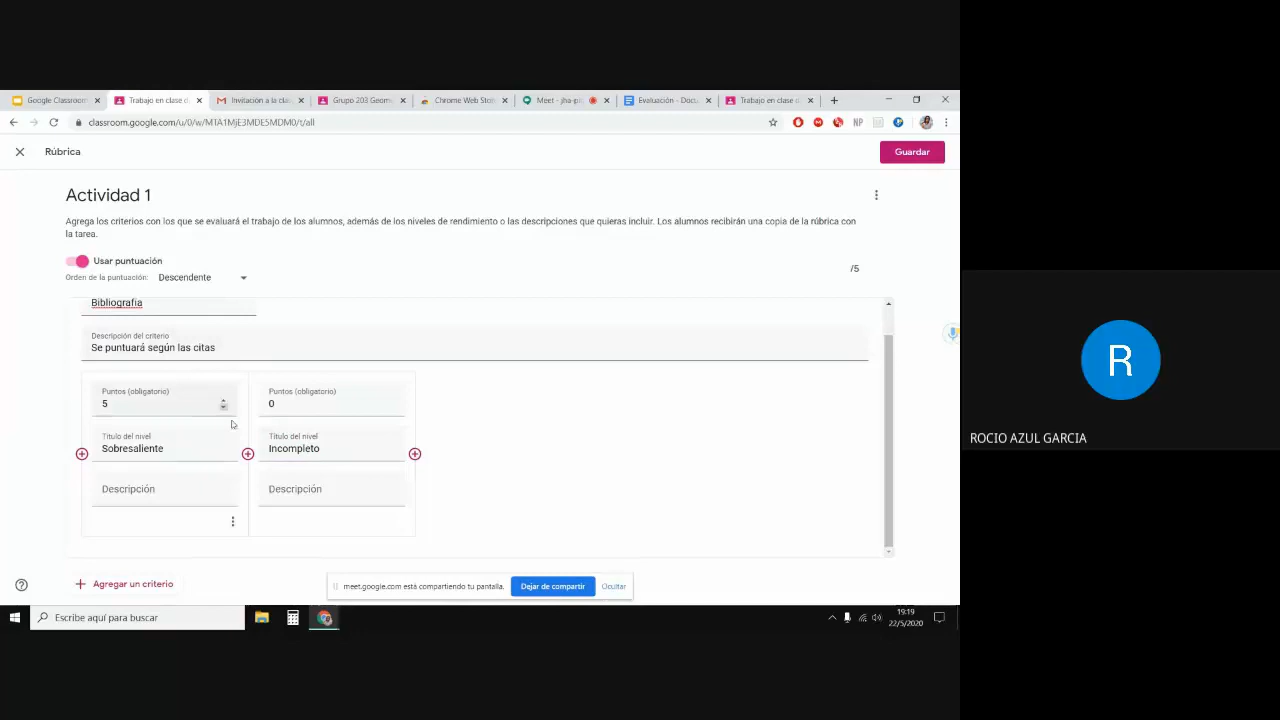 Google Classroom
Trabajo en clase d
Invitación a la cla
Grupo 203 Geom
Chrome Web Sto
Meet - jha-p
Evaluación - Docu
Trabajo en clase d
classroom.google.com/u/0/w/MTA1MjE3MDE5MDM0/t/all
NP
Rúbrica
Guardar
Actividad 1
Agrega los criterios con los que se evaluará el trabajo de los alumnos, además de los niveles de rendimiento o las descripciones que quieras incluir. Los alumnos recibirán una copia de la rúbrica con
la tarea.
Usar puntuación
Orden de la puntuación: Descendente
/5
Bibliografia
Descripción del criterio
Se puntuará según las citas
Puntos (obligatorio) Puntos (obligatorio)
5 0
Título del nivel Título del nivel
Sobresaliente Incompleto
Descripción Descripción
Agregar un criterio
meet.google.com está compartiendo tu pantalla. Dejar de compartir Ocultar
Escribe aquí para buscar
19:19
22/5/2020
R
ROCIO AZUL GARCIA